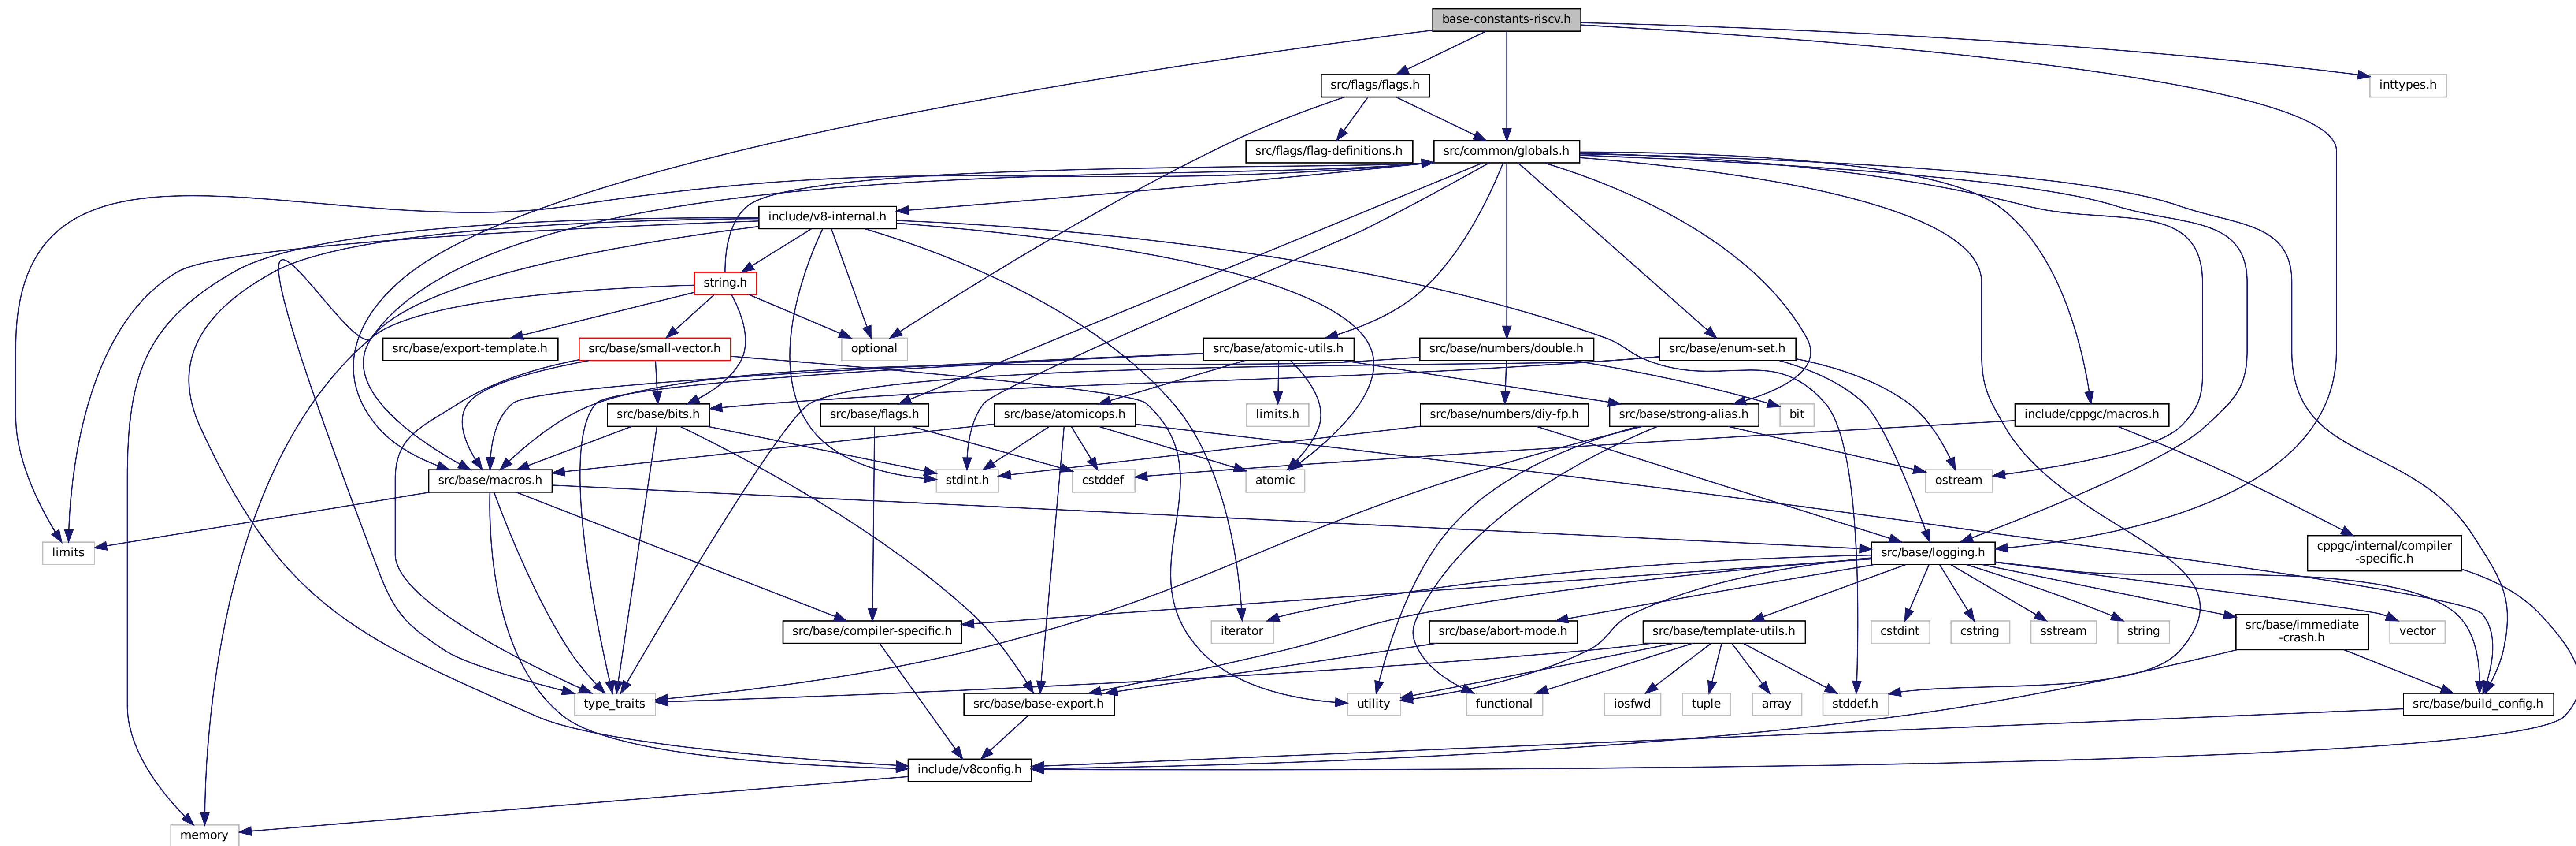 base-constants-riscv.h
src/flags/flags.h
inttypes.h
src/flags/flag-definitions.h
src/common/globals.h
include/v8-internal.h
string.h
src/base/export-template.h
src/base/small-vector.h
optional
src/base/atomic-utils.h
src/base/numbers/double.h
src/base/enum-set.h
src/base/bits.h
src/base/flags.h
src/base/atomicops.h
limits.h
src/base/numbers/diy-fp.h
src/base/strong-alias.h
bit
include/cppgc/macros.h
src/base/macros.h
stdint.h
cstddef
atomic
ostream
limits
src/base/logging.h
cppgc/internal/compiler
-specific.h
src/base/compiler-specific.h
iterator
src/base/abort-mode.h
src/base/template-utils.h
cstdint
cstring
sstream
string
src/base/immediate
-crash.h
vector
type_traits
src/base/base-export.h
utility
functional
iosfwd
tuple
array
stddef.h
src/base/build_config.h
include/v8config.h
memory